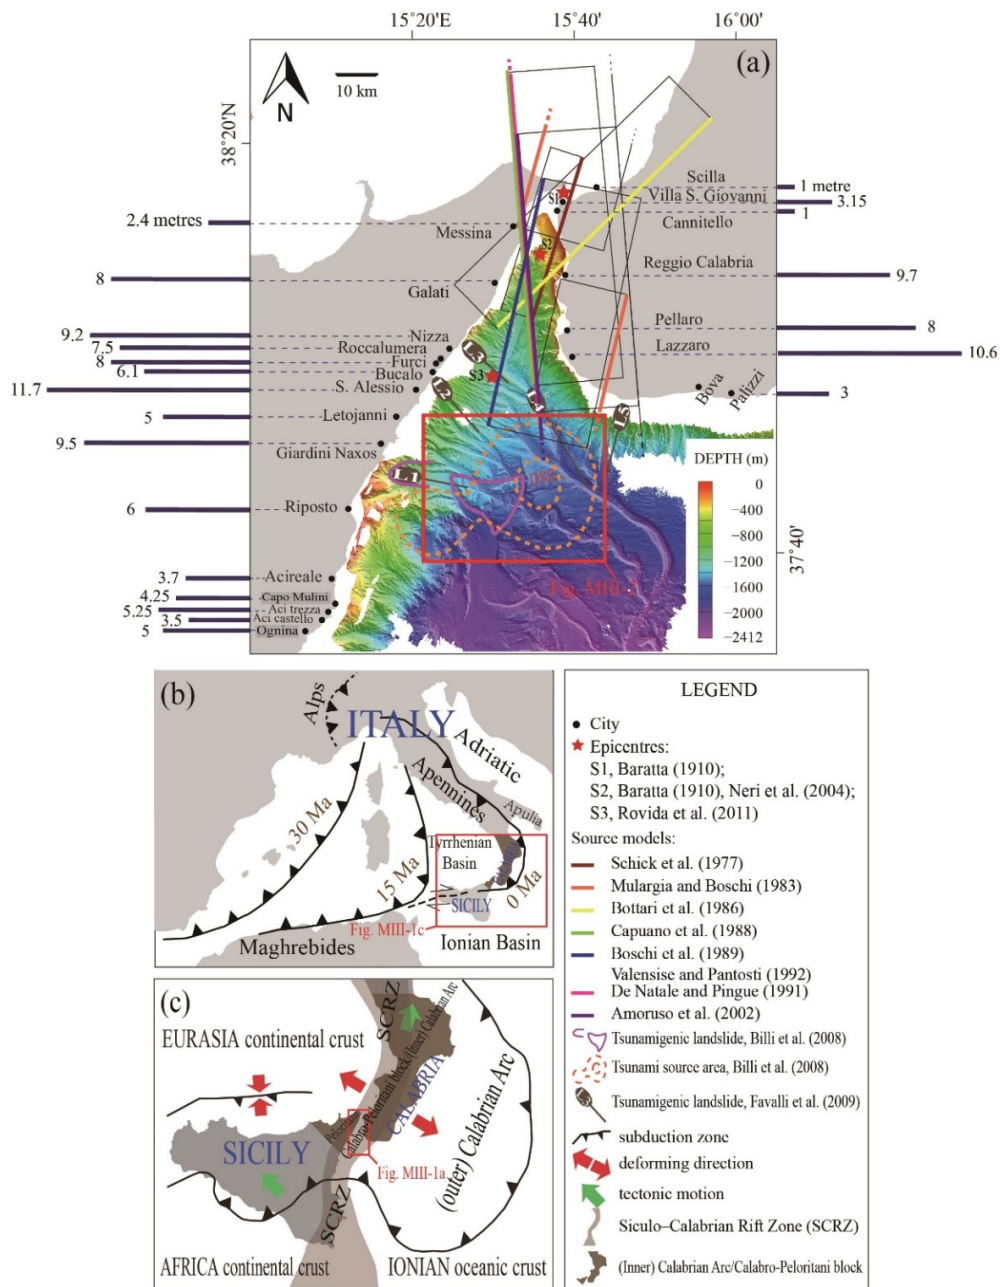 15°20'E
15°40'
16°00'
(a)
N
10 km
38°20'N
37°40'
2.4 metres
8
9.2
7.5
8
6.1
11.7
5
9.5
6
3.7
4.25
5.25
3.5
5
Messina
Galati
Nizza
Roccalumera
Furci
Bucalo
S. Alessio
Letojanni
Giardini Naxos
Riposto
Acireale
Capo Mulini
Aci trezza
Aci castello
Ognina
Scilla
Villa S. Giovanni
Cannitello
Reggio Calabria
Pellaro
Lazzaro
Bova
Palizzi
1 metre
3.15
1
9.7
8
10.6
3
S1
S2
S3
L3
L2
L4
L5
L1
Fig. MIII-2
DEPTH (m)
0
−400
−800
−1200
−1600
−2000
−2412
(b)
Alps
ITALY
Adriatic
Apennines
Apulia
30 Ma
15 Ma
Tyrrhenian
Basin
0 Ma
SICILY
Fig. MIII-1c
Maghrebides
Ionian Basin
(c)
EURASIA continental crust
SCRZ
Calabro-Peloritani block/(Inner) Calabrian Arc
CALABRIA
(outer) Calabrian Arc
SICILY
Fig. MIII-1a
SCRZ
AFRICA continental crust
IONIAN oceanic crust
LEGEND
City
Epicentres:
S1, Baratta (1910);
S2, Baratta (1910), Neri et al. (2004);
S3, Rovida et al. (2011)
Source models:
Schick et al. (1977)
Mulargia and Boschi (1983)
Bottari et al. (1986)
Capuano et al. (1988)
Boschi et al. (1989)
Valensise and Pantosti (1992)
De Natale and Pingue (1991)
Amoruso et al. (2002)
Tsunamigenic landslide, Billi et al. (2008)
Tsunami source area, Billi et al. (2008)
Tsunamigenic landslide, Favalli et al. (2009)
subduction zone
deforming direction
tectonic motion
Siculo–Calabrian Rift Zone (SCRZ)
(Inner) Calabrian Arc/Calabro-Peloritani block